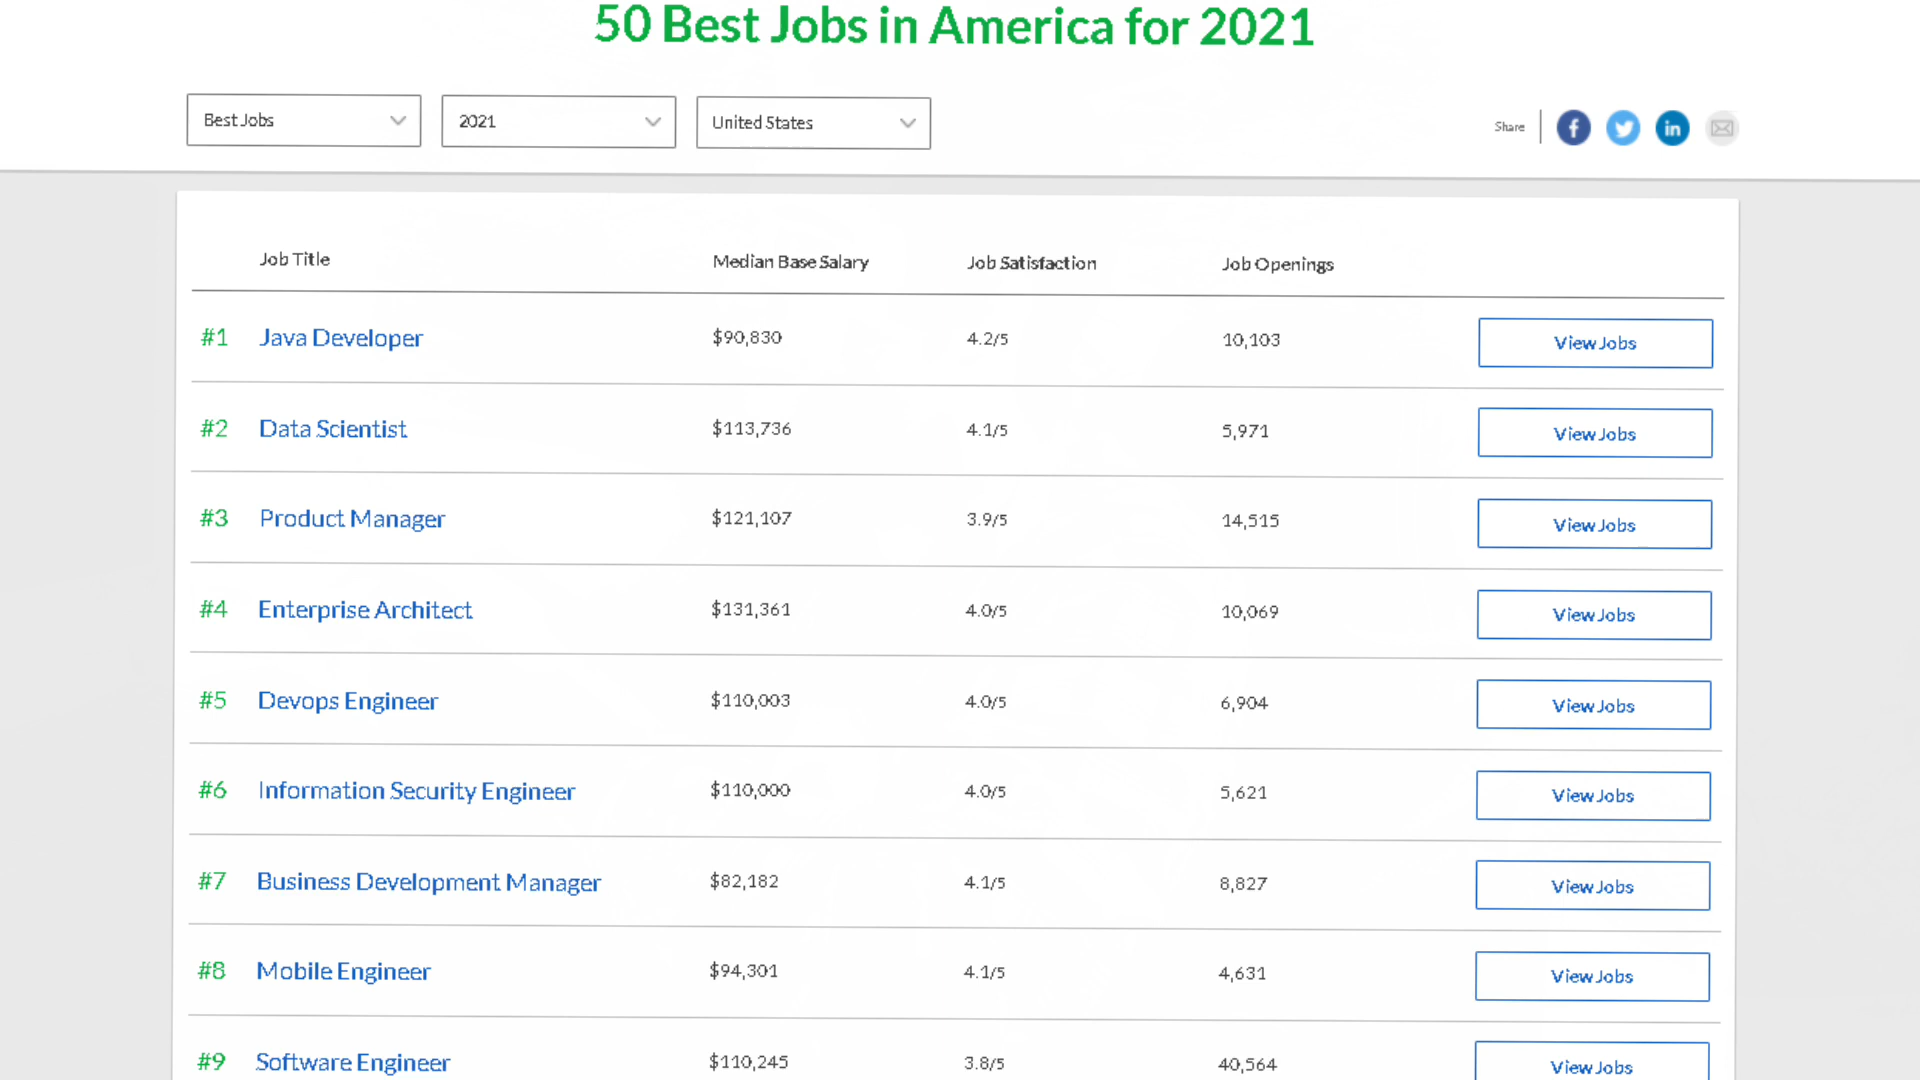 50 Best Jobs in America for 2021
Best Jobs 2021 United States Share
Job Title Median Base Salary Job Satisfaction Job Openings
#1 Java Developer $90,830 4.2/5 10,103 View Jobs
#2 Data Scientist $113,736 4.1/5 5,971 View Jobs
#3 Product Manager $121,107 3.9/5 14,515 View Jobs
#4 Enterprise Architect $131,361 4.0/5 10,069 View Jobs
#5 Devops Engineer $110,003 4.0/5 6,904 View Jobs
#6 Information Security Engineer $110,000 4.0/5 5,621 View Jobs
#7 Business Development Manager $82,182 4.1/5 8,827 View Jobs
#8 Mobile Engineer $94,301 4.1/5 4,631 View Jobs
#9 Software Engineer $110,245 3.8/5 40,564 View Jobs